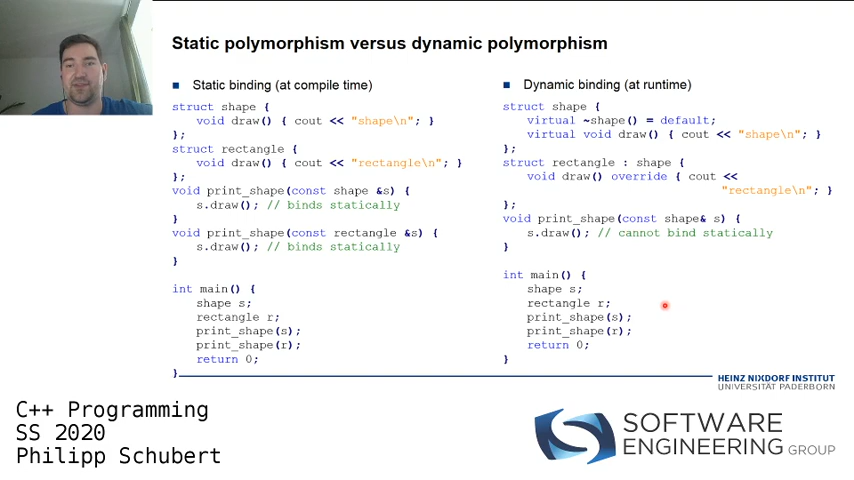 Static polymorphism versus dynamic polymorphism
Static binding (at compile time)
struct shape {
void draw() { cout << "shape\n"; }
};
struct rectangle {
void draw() { cout << "rectangle\n"; }
};
void print_shape(const shape &s) {
s.draw(); // binds statically
}
void print_shape(const rectangle &s) {
s.draw(); // binds statically
}
int main() {
shape s;
rectangle r;
print_shape(s);
print_shape(r);
return 0;
}
Dynamic binding (at runtime)
struct shape {
virtual ~shape() = default;
virtual void draw() { cout << "shape\n"; }
};
struct rectangle : shape {
void draw() override { cout <<
"rectangle\n"; }
};
void print_shape(const shape& s) {
s.draw(); // cannot bind statically
}
int main() {
shape s;
rectangle r;
print_shape(s);
print_shape(r);
return 0;
}
HEINZ NIXDORF INSTITUT
UNIVERSITÄT PADERBORN
C++ Programming
SS 2020
Philipp Schubert
SOFTWARE
ENGINEERING GROUP